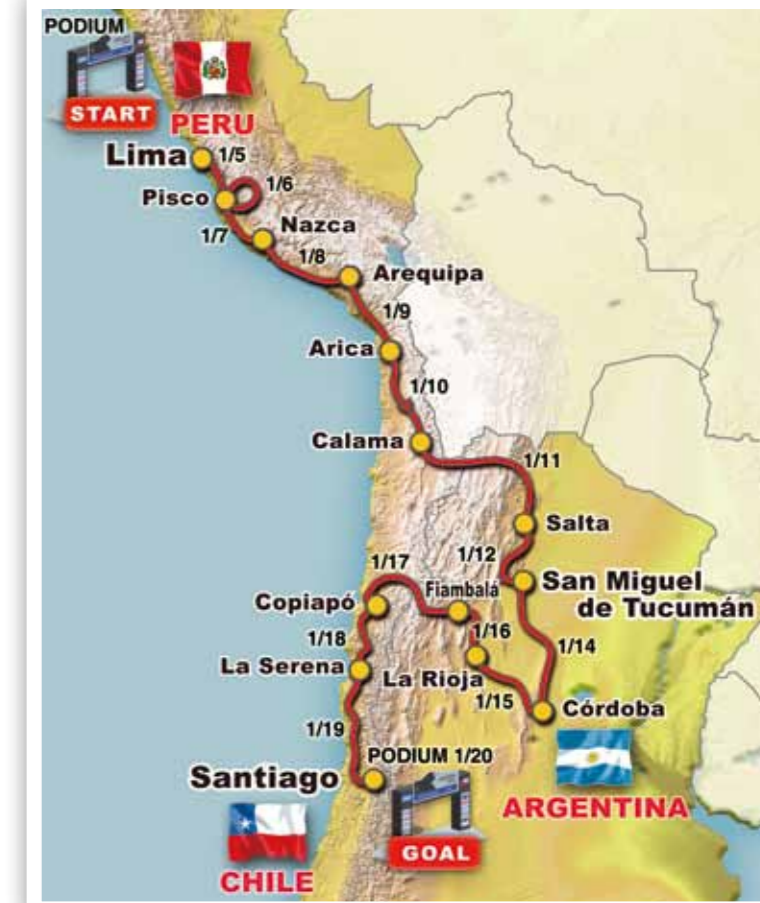 PODIUM
START
PERU
Lima
1/5
Pisco
1/6
1/7
Nazca
1/8
Arequipa
1/9
Arica
1/10
Calama
1/11
Salta
1/12
San Miguel
de Tucumán
1/14
Córdoba
ARGENTINA
1/15
La Rioja
1/16
Fiambalá
1/17
Copiapó
1/18
La Serena
1/19
PODIUM 1/20
Santiago
GOAL
CHILE